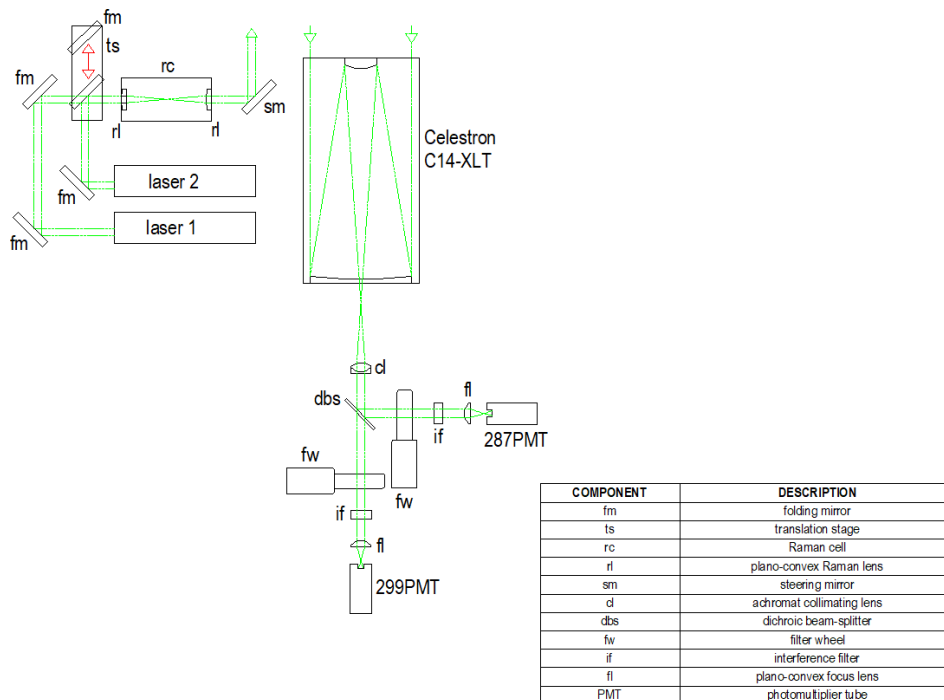 fm
ts
fm
rc
sm
rl
rl
laser 2
fm
laser 1
fm
Celestron
C14-XLT
cl
dbs
fl
if
287PMT
fw
fw
if
fl
299PMT
COMPONENT DESCRIPTION
fm folding mirror
ts translation stage
rc Raman cell
rl plano-convex Raman lens
sm steering mirror
cl achromat collimating lens
dbs dichroic beam-splitter
fw filter wheel
if interference filter
fl plano-convex focus lens
PMT photomultiplier tube